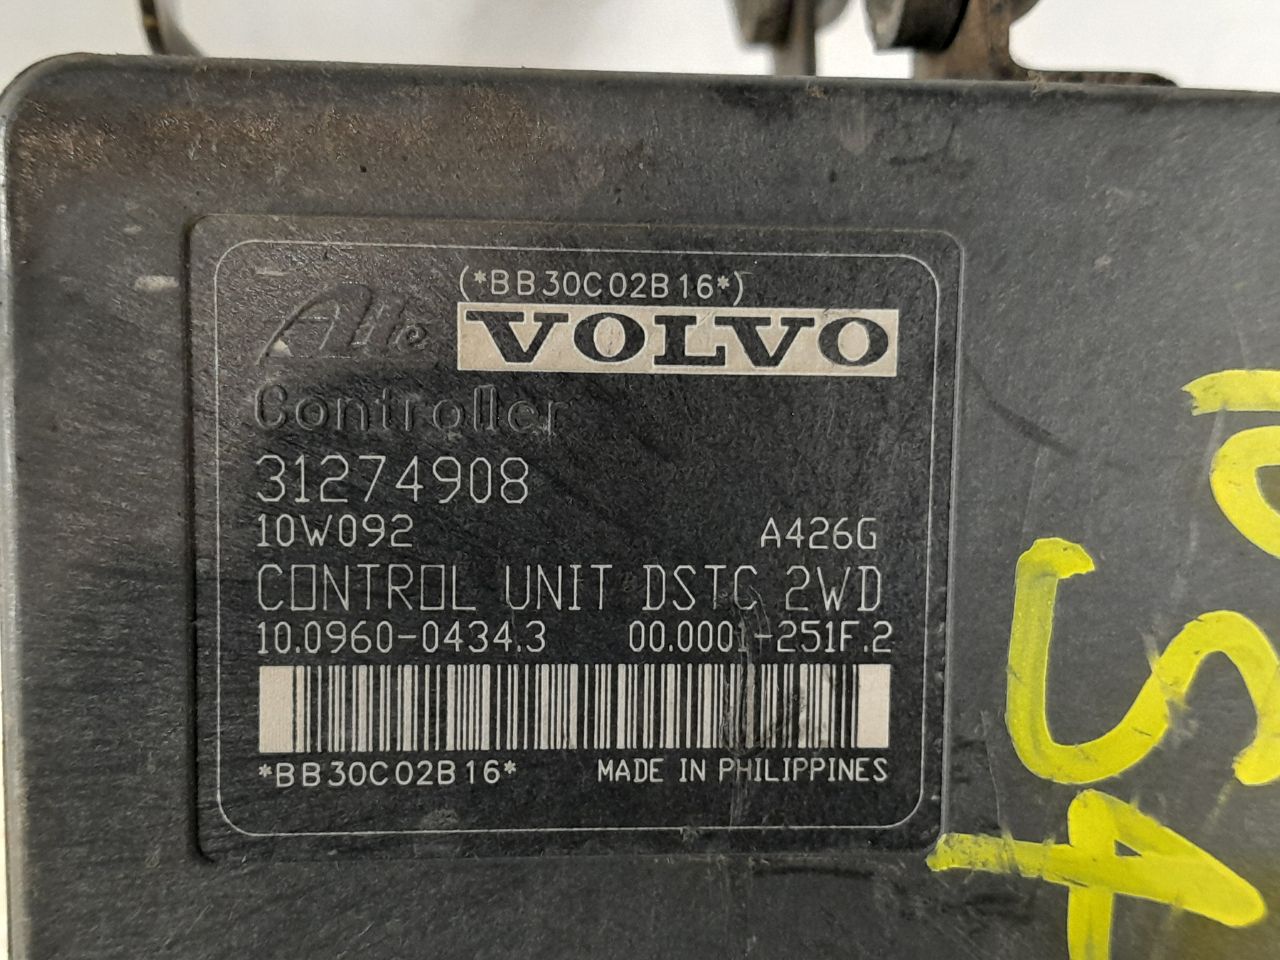 (*BB30C02B16*)
Ate VOLVO
Controller
31274908
10W092 A426G
CONTROL UNIT DSTC 2WD
10.0960-0434.3 00.0001-251F.2
*BB30C02B16* MADE IN PHILIPPINES